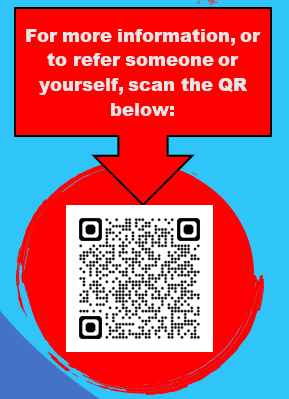 For more information, or
to refer someone or
yourself, scan the QR
below: